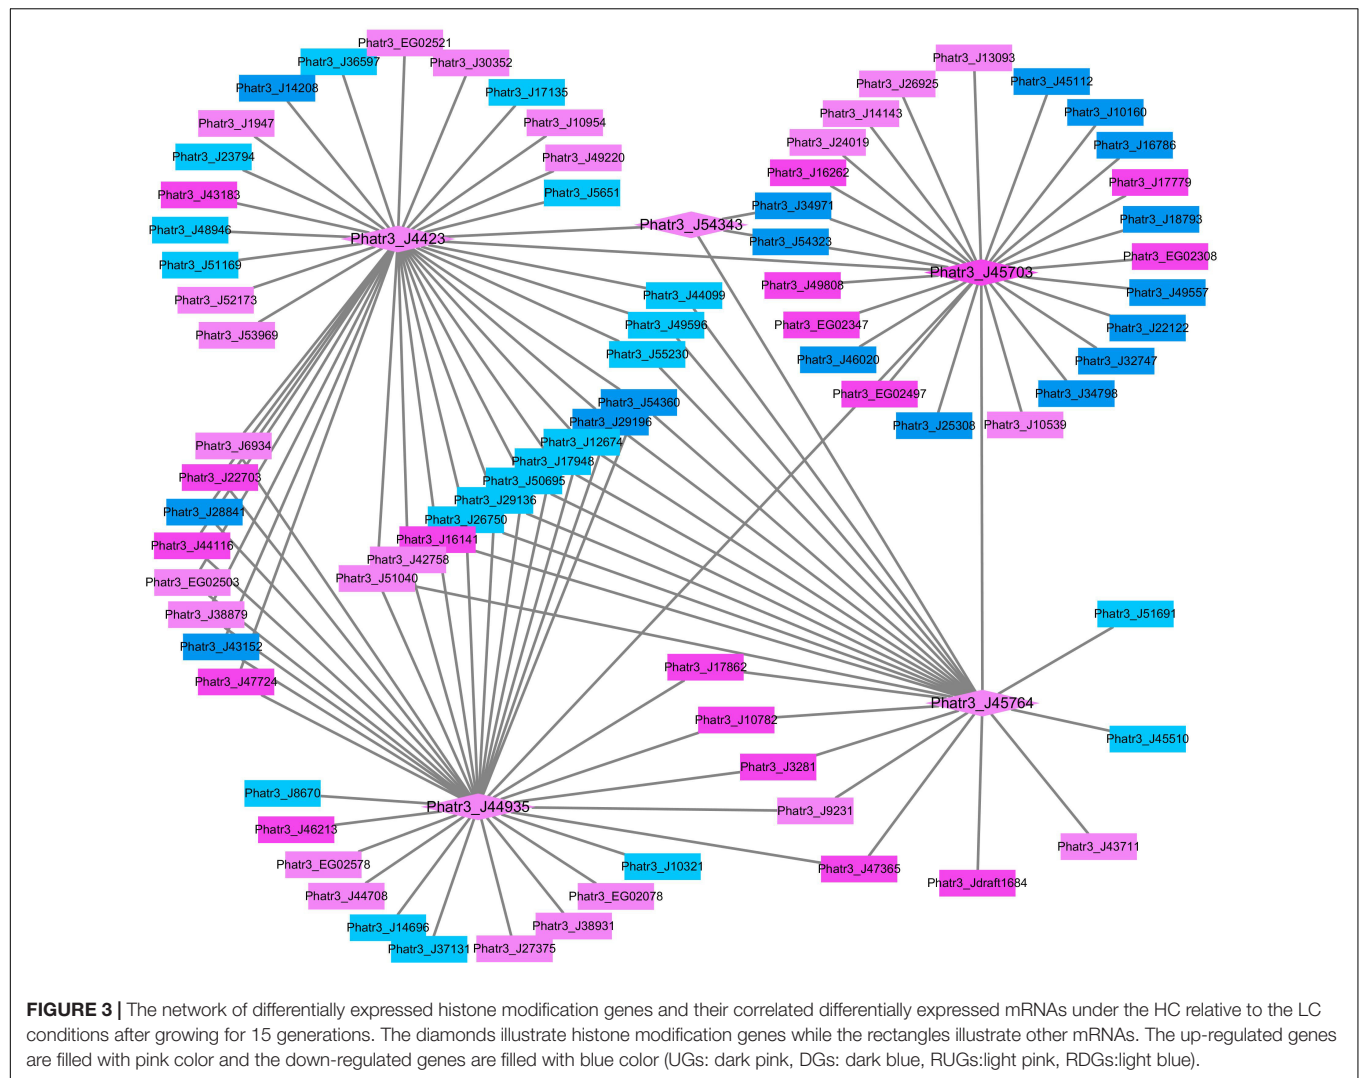 Phatr3_EG02521
Phatr3_J36597
Phatr3_J30352
Phatr3_J14208
Phatr3_J17135
Phatr3_J1947
Phatr3_J10954
Phatr3_J23794
Phatr3_J49220
Phatr3_J43183
Phatr3_J5651
Phatr3_J48946
Phatr3_J4423
Phatr3_J51169
Phatr3_J52173
Phatr3_J53969
Phatr3_J54343
Phatr3_J13093
Phatr3_J26925
Phatr3_J45112
Phatr3_J14143
Phatr3_J10160
Phatr3_J24019
Phatr3_J16786
Phatr3_J16262
Phatr3_J17779
Phatr3_J34971
Phatr3_J18793
Phatr3_J54323
Phatr3_EG02308
Phatr3_J45703
Phatr3_J49808
Phatr3_J49557
Phatr3_EG02347
Phatr3_J22122
Phatr3_J46020
Phatr3_J32747
Phatr3_EG02497
Phatr3_J34798
Phatr3_J25308
Phatr3_J10539
Phatr3_J44099
Phatr3_J49596
Phatr3_J55230
Phatr3_J54360
Phatr3_J29196
Phatr3_J12674
Phatr3_J17948
Phatr3_J50695
Phatr3_J29136
Phatr3_J26750
Phatr3_J16141
Phatr3_J42758
Phatr3_J51040
Phatr3_J6934
Phatr3_J22703
Phatr3_J28841
Phatr3_J44116
Phatr3_EG02503
Phatr3_J38879
Phatr3_J43152
Phatr3_J47724
Phatr3_J51691
Phatr3_J17862
Phatr3_J45764
Phatr3_J10782
Phatr3_J45510
Phatr3_J3281
Phatr3_J9231
Phatr3_J43711
Phatr3_J47365
Phatr3_Jdraft1684
Phatr3_J8670
Phatr3_J44935
Phatr3_J46213
Phatr3_EG02578
Phatr3_J10321
Phatr3_J44708
Phatr3_EG02078
Phatr3_J14696
Phatr3_J38931
Phatr3_J37131
Phatr3_J27375
FIGURE 3 | The network of differentially expressed histone modification genes and their correlated differentially expressed mRNAs under the HC relative to the LC
conditions after growing for 15 generations. The diamonds illustrate histone modification genes while the rectangles illustrate other mRNAs. The up-regulated genes
are filled with pink color and the down-regulated genes are filled with blue color (UGs: dark pink, DGs: dark blue, RUGs:light pink, RDGs:light blue).